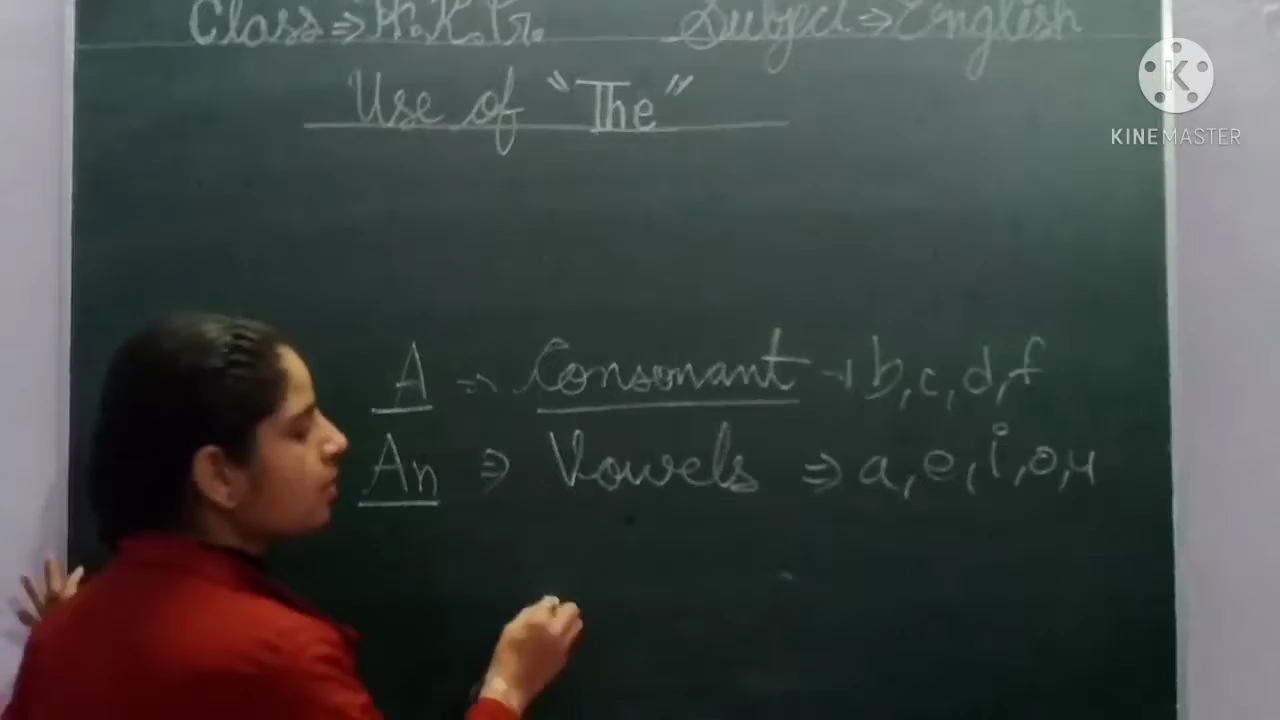 Class ⇒ H.K.G. Subject ⇒ English
Use of "The"
K
KINEMASTER
A ⇒ Consonant → b, c, d, f
An ⇒ Vowels ⇒ a, e, i, o, u